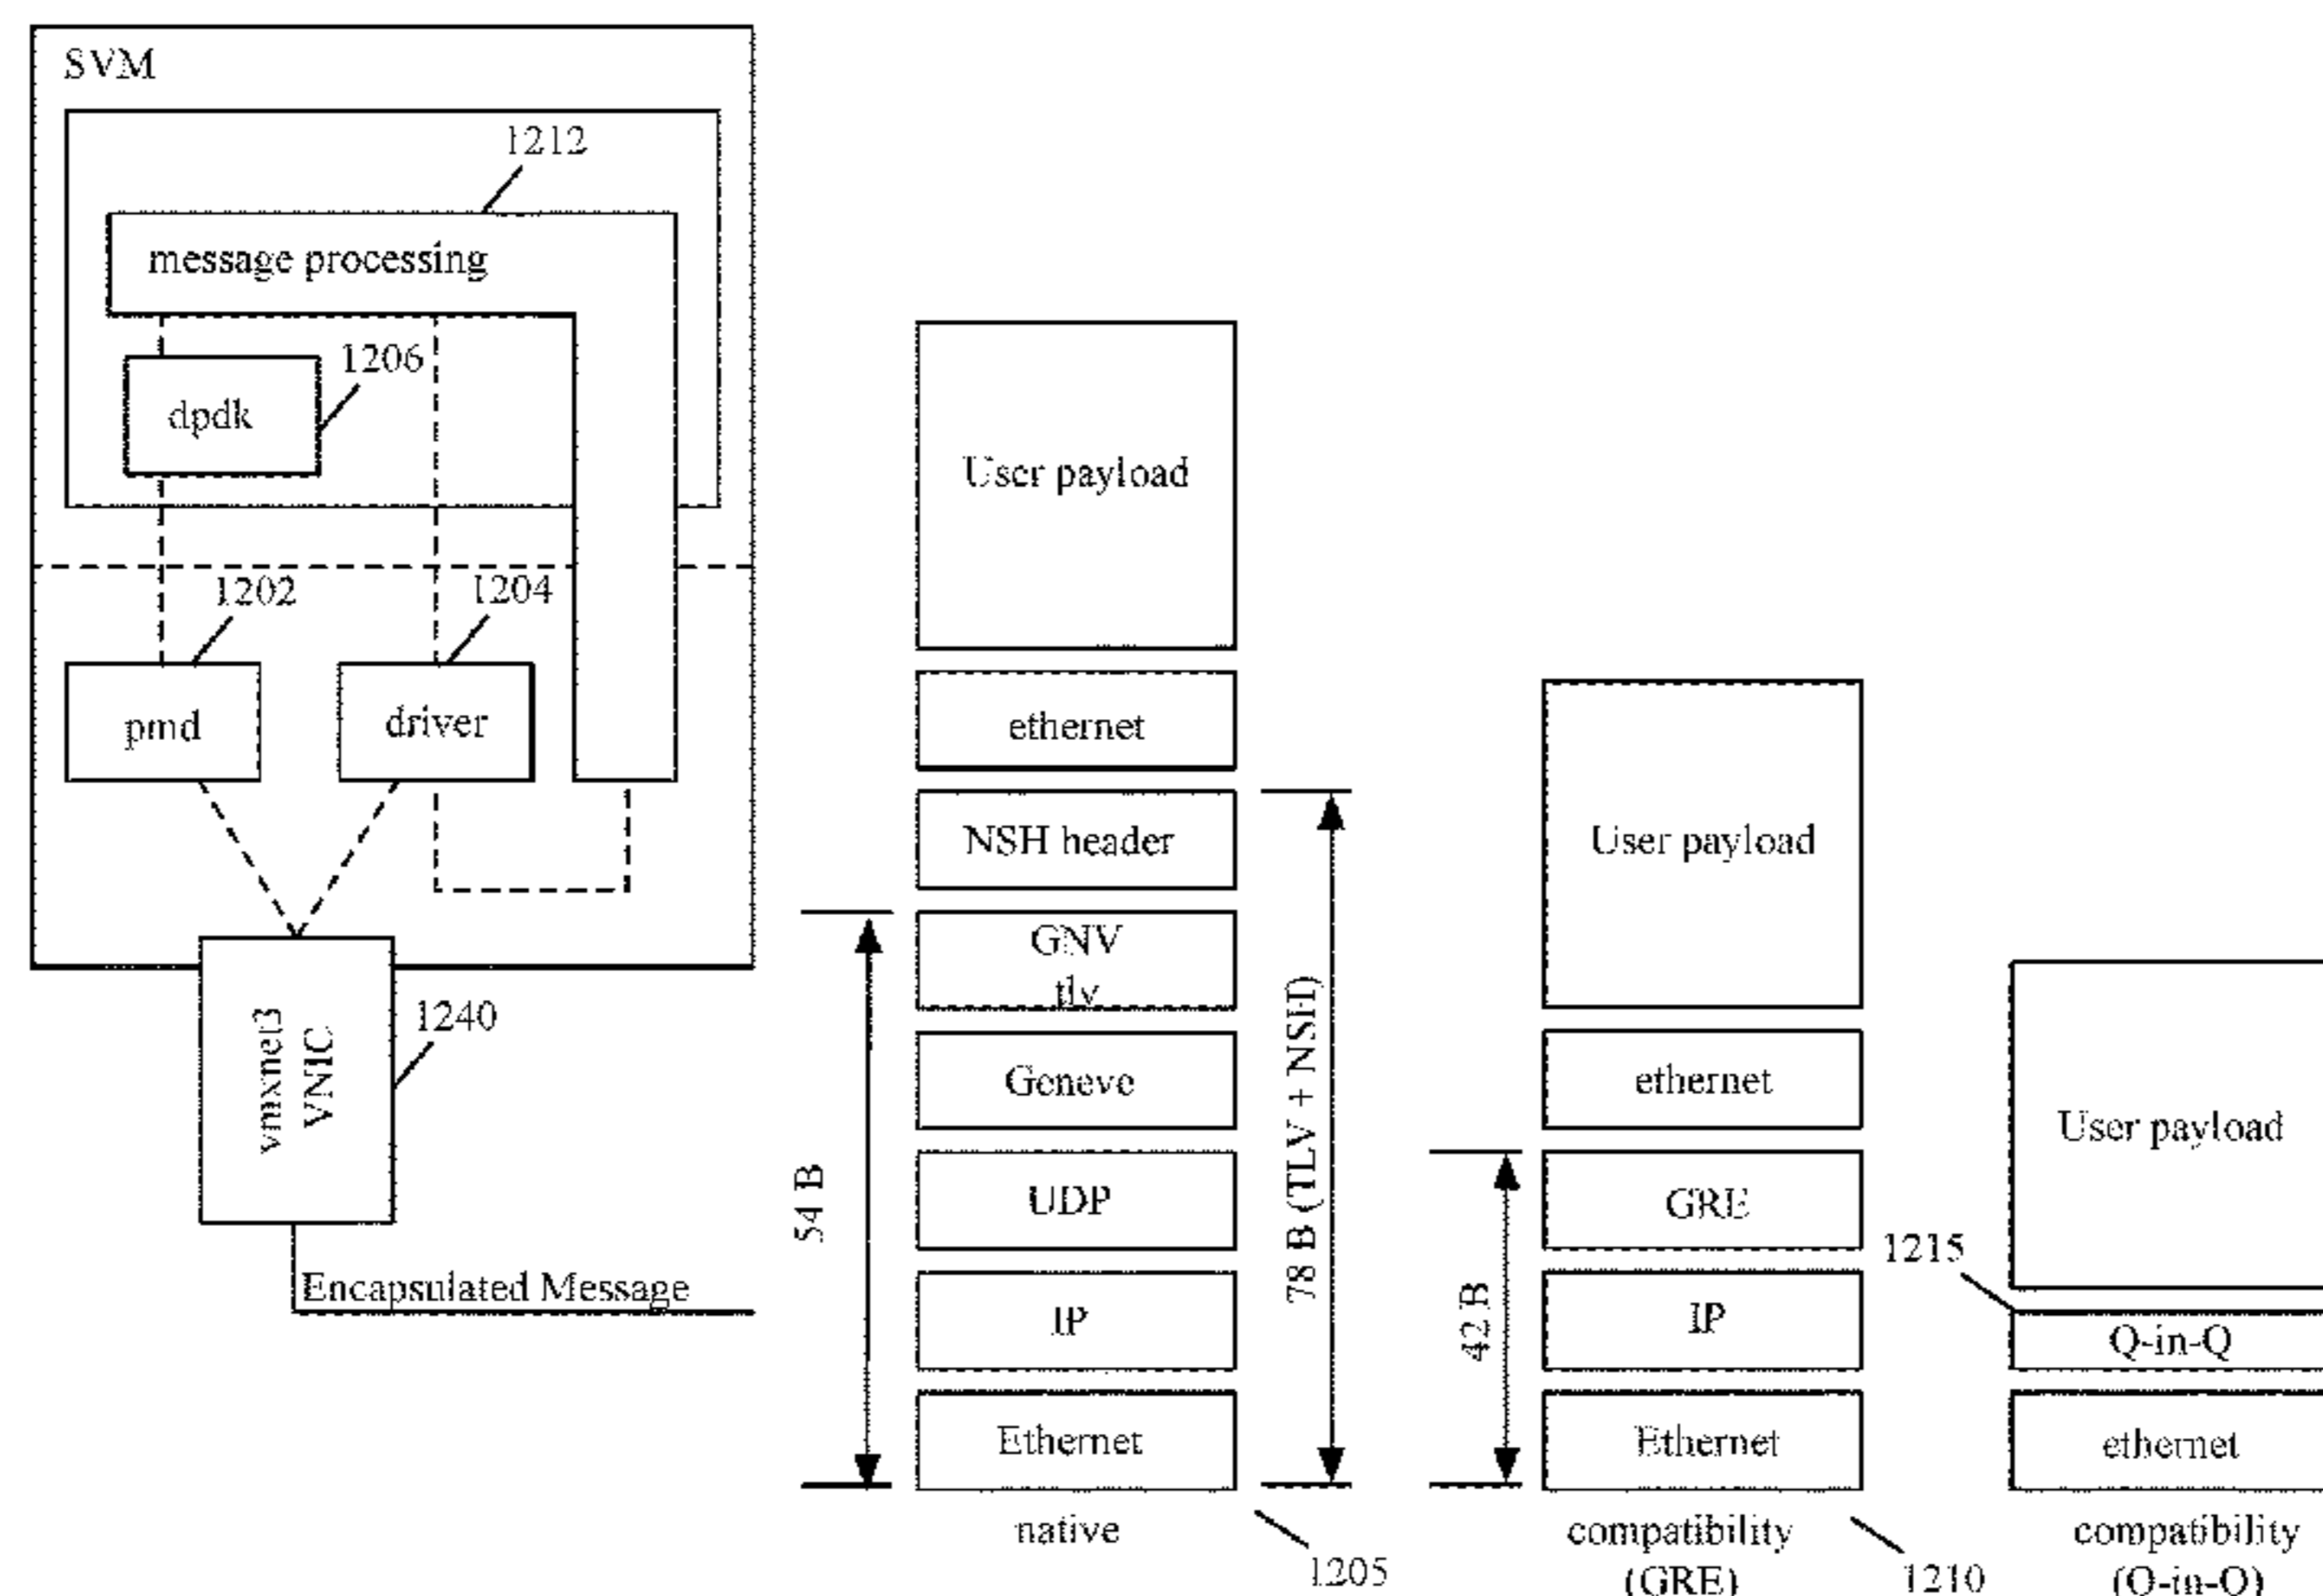 SVM
1212
message processing
1206
dpdk
1202
1204
pmd
driver
vmxnet3
VNIC
1240
Encapsulated Message
User payload
ethernet
NSH header
GNV
tlv
Geneve
UDP
IP
Ethernet
native
1205
54 B
78 B (TLV + NSH)
User payload
ethernet
GRE
IP
Ethernet
compatibility
(GRE)
1210
42 B
1215
User payload
Q-in-Q
ethernet
compatibility
(Q-in-Q)